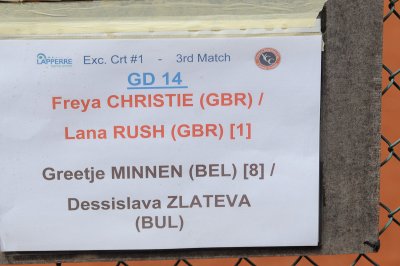 LAPPERRE Exc. Crt #1 - 3rd Match
GD 14
Freya CHRISTIE (GBR) /
Lana RUSH (GBR) [1]
Greetje MINNEN (BEL) [8] /
Dessislava ZLATEVA
(BUL)